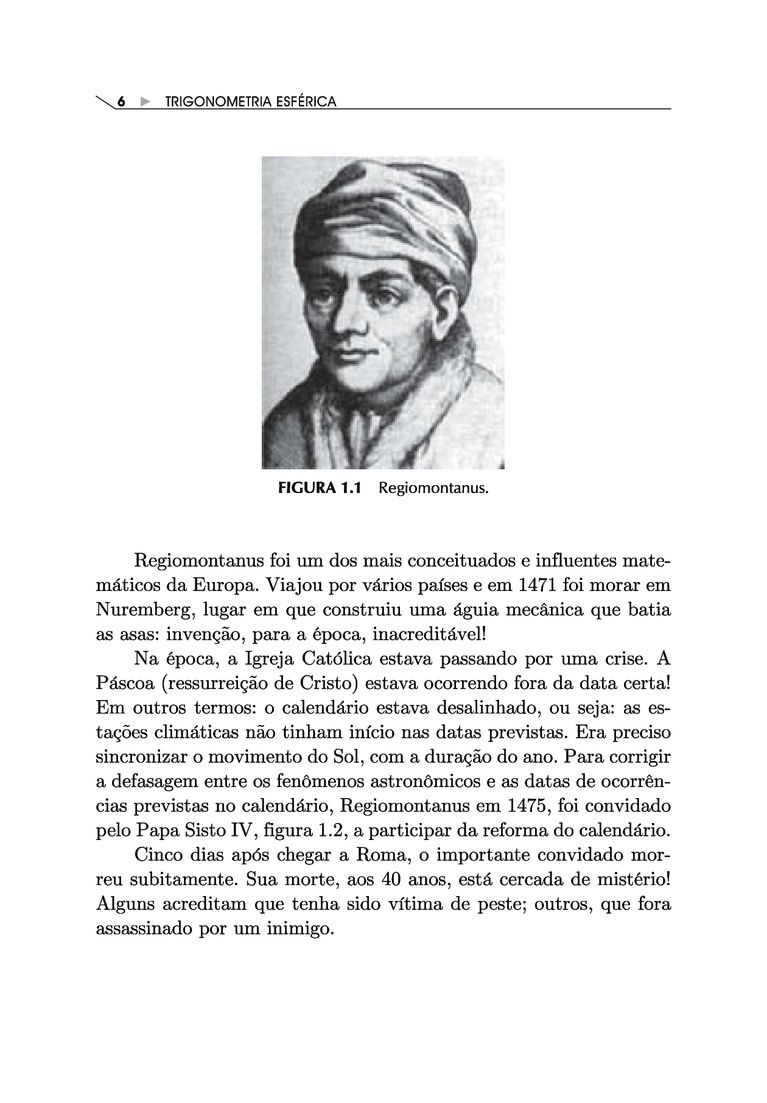 6 ► TRIGONOMETRIA ESFÉRICA
FIGURA 1.1 Regiomontanus.
Regiomontanus foi um dos mais conceituados e influentes mate-
máticos da Europa. Viajou por vários países e em 1471 foi morar em
Nuremberg, lugar em que construiu uma águia mecânica que batia
as asas: invenção, para a época, inacreditável!
Na época, a Igreja Católica estava passando por uma crise. A
Páscoa (ressurreição de Cristo) estava ocorrendo fora da data certa!
Em outros termos: o calendário estava desalinhado, ou seja: as es-
tações climáticas não tinham início nas datas previstas. Era preciso
sincronizar o movimento do Sol, com a duração do ano. Para corrigir
a defasagem entre os fenômenos astronômicos e as datas de ocorrên-
cias previstas no calendário, Regiomontanus em 1475, foi convidado
pelo Papa Sisto IV, figura 1.2, a participar da reforma do calendário.
Cinco dias após chegar a Roma, o importante convidado mor-
reu subitamente. Sua morte, aos 40 anos, está cercada de mistério!
Alguns acreditam que tenha sido vítima de peste; outros, que fora
assassinado por um inimigo.